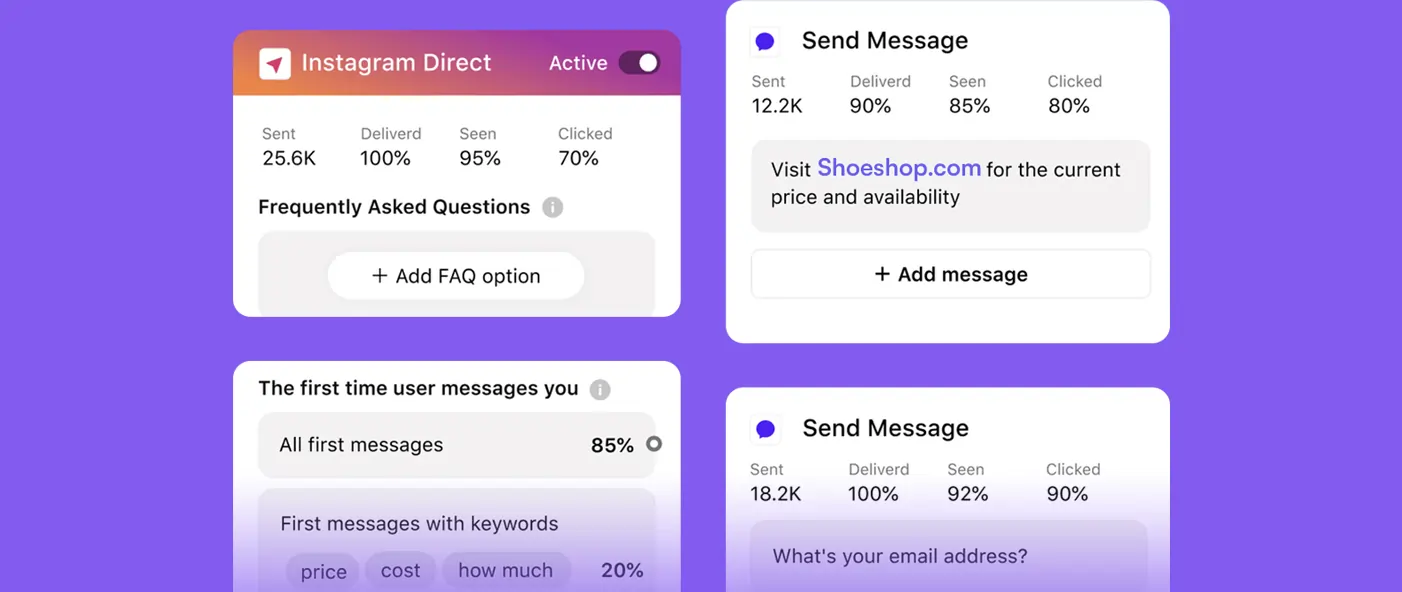 Instagram Direct Active
Sent Deliverd Seen Clicked
25.6K 100% 95% 70%
Frequently Asked Questions
+ Add FAQ option
The first time user messages you
All first messages 85%
First messages with keywords
price cost how much 20%
Send Message
Sent Deliverd Seen Clicked
12.2K 90% 85% 80%
Visit Shoeshop.com for the current
price and availability
+ Add message
Send Message
Sent Deliverd Seen Clicked
18.2K 100% 92% 90%
What's your email address?